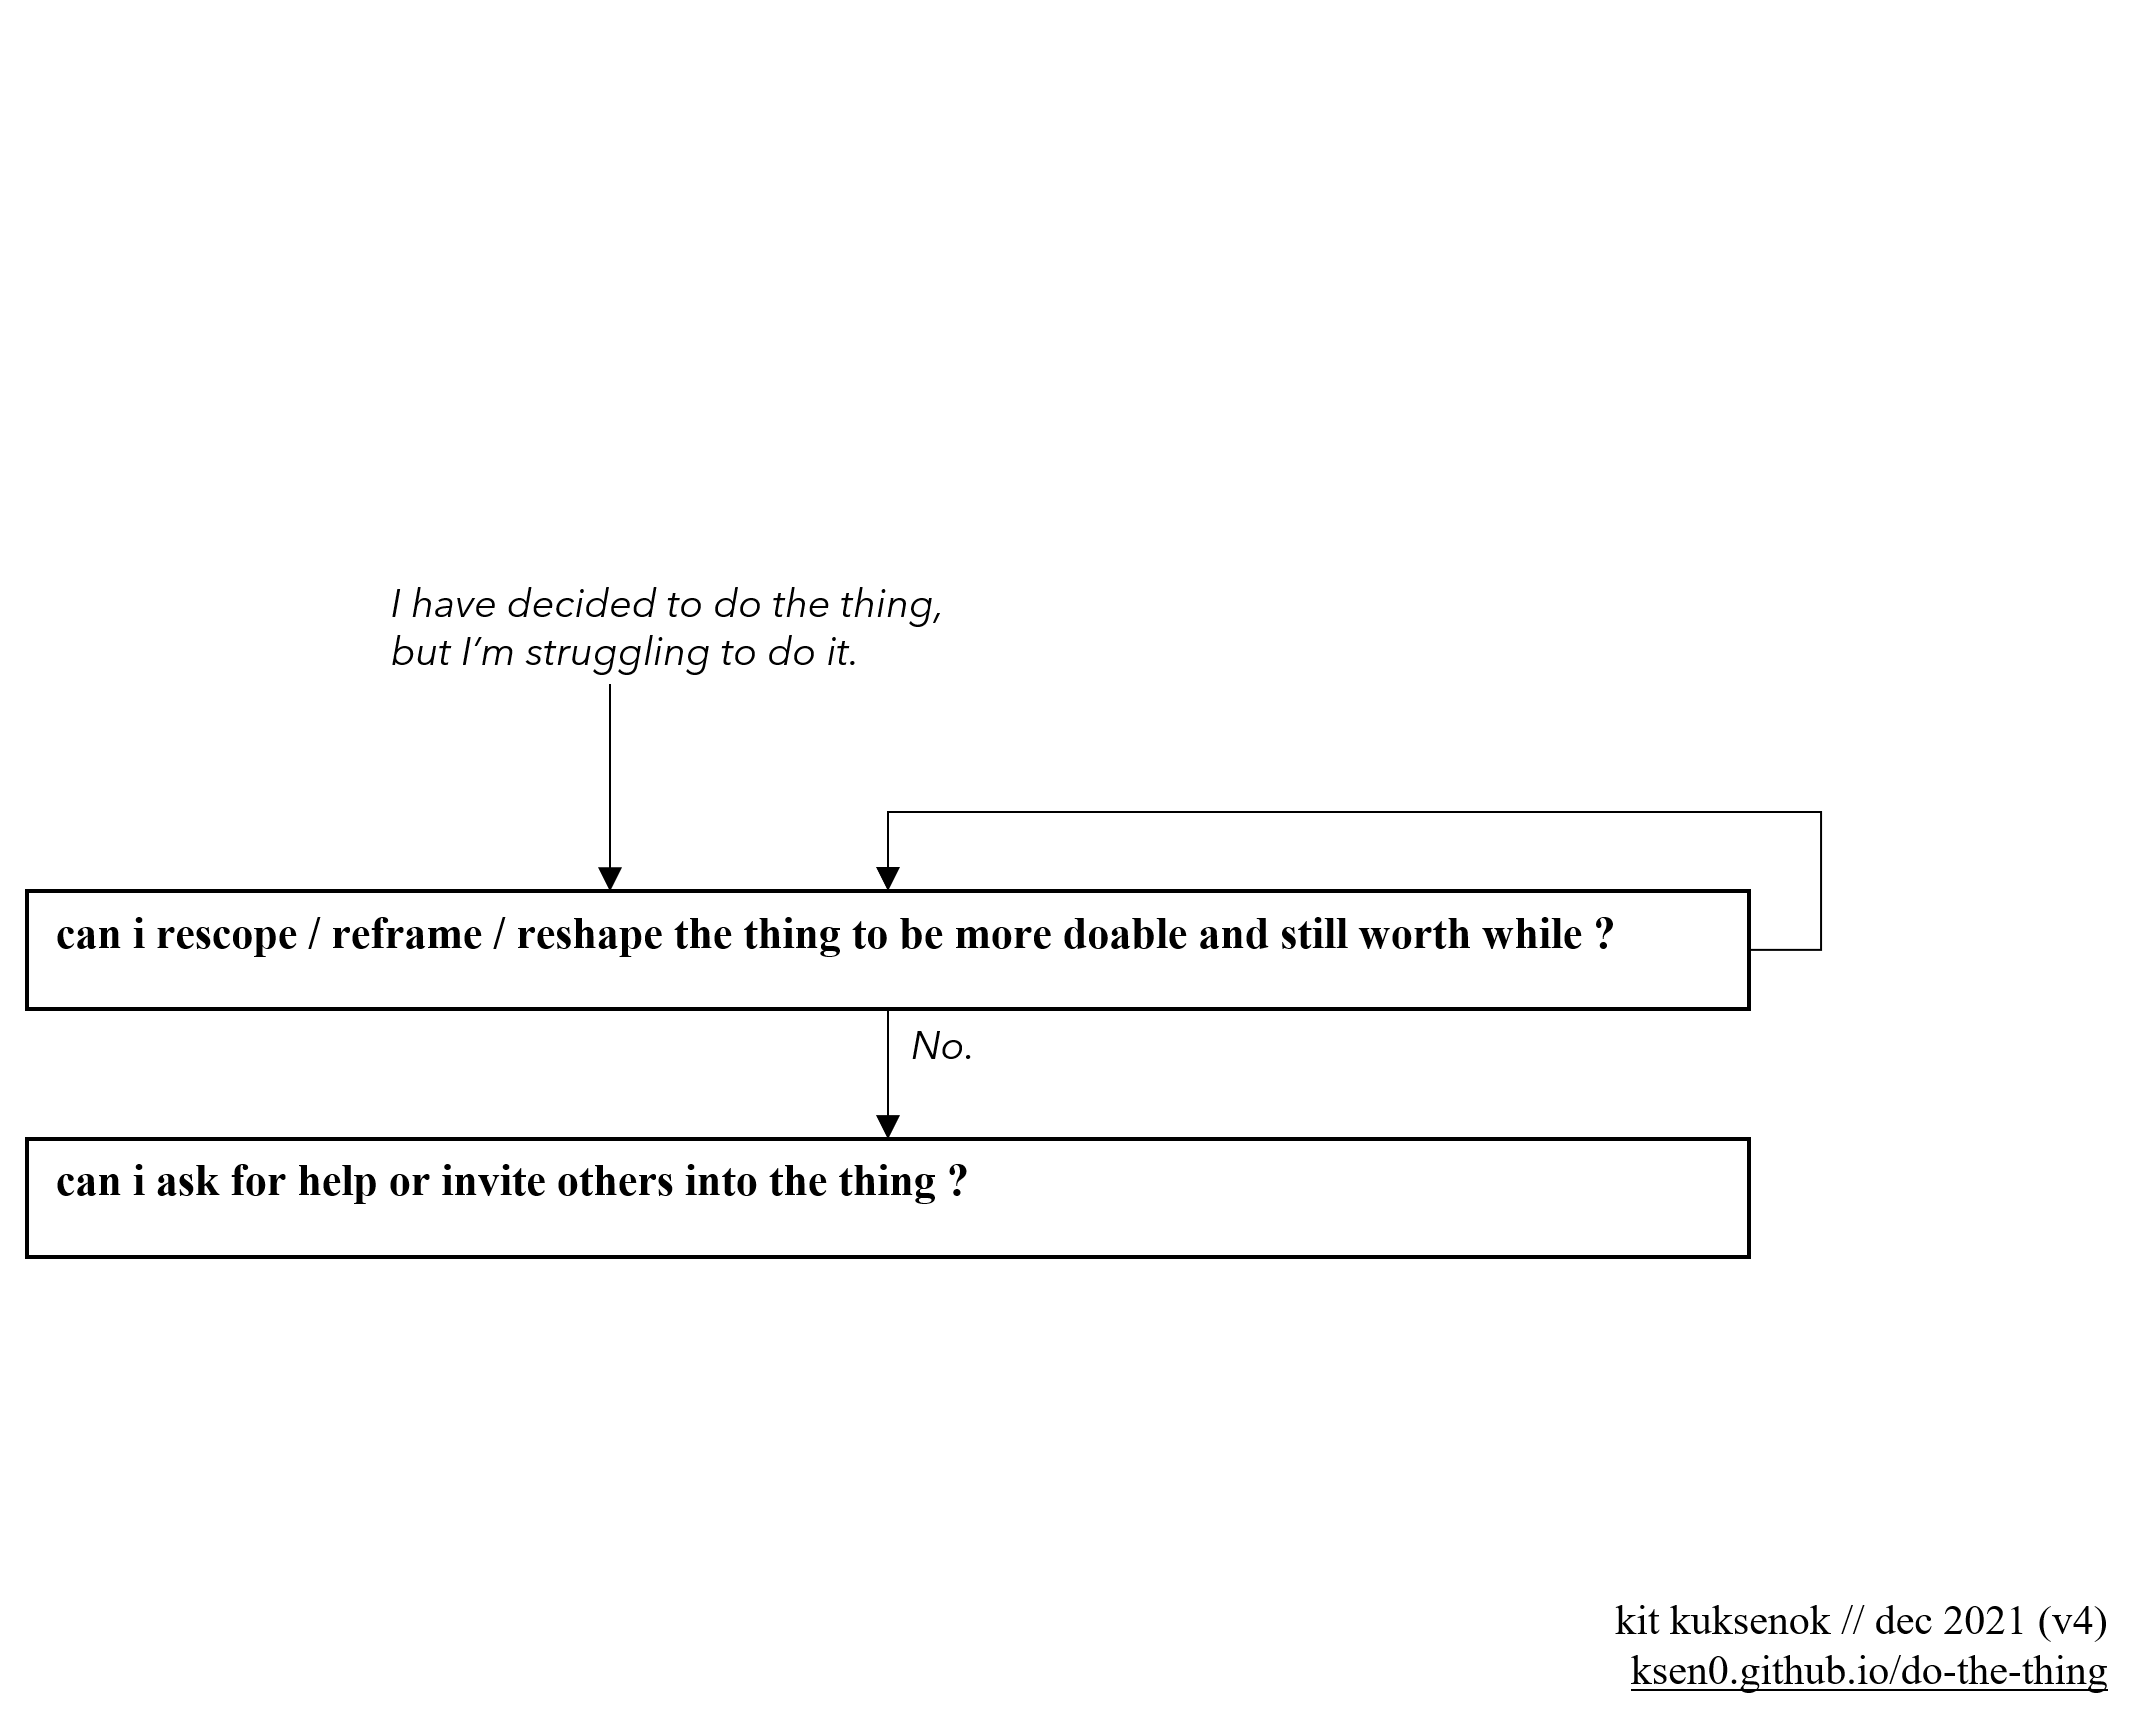 I have decided to do the thing,
but I’m struggling to do it.
can i rescope / reframe / reshape the thing to be more doable and still worth while ?
No.
can i ask for help or invite others into the thing ?
kit kuksenok // dec 2021 (v4)
ksen0.github.io/do-the-thing